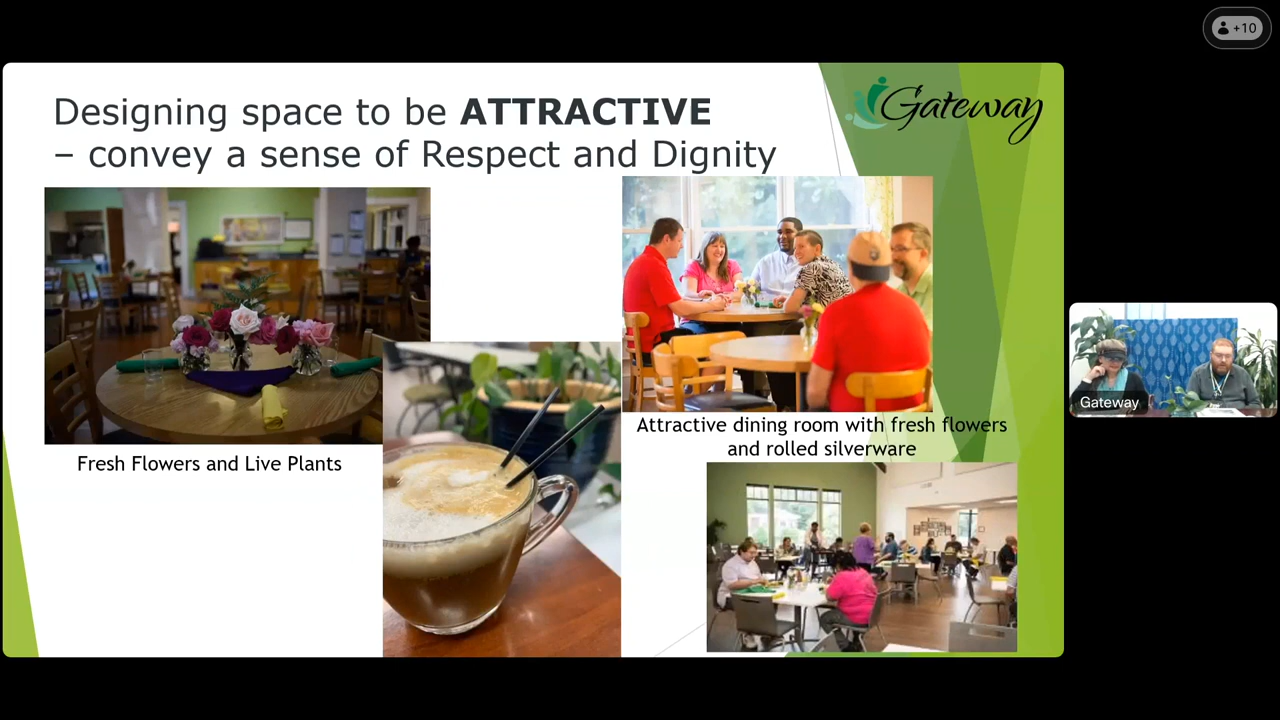 +10
Designing space to be ATTRACTIVE
– convey a sense of Respect and Dignity
Gateway
Fresh Flowers and Live Plants
Attractive dining room with fresh flowers
and rolled silverware
Gateway